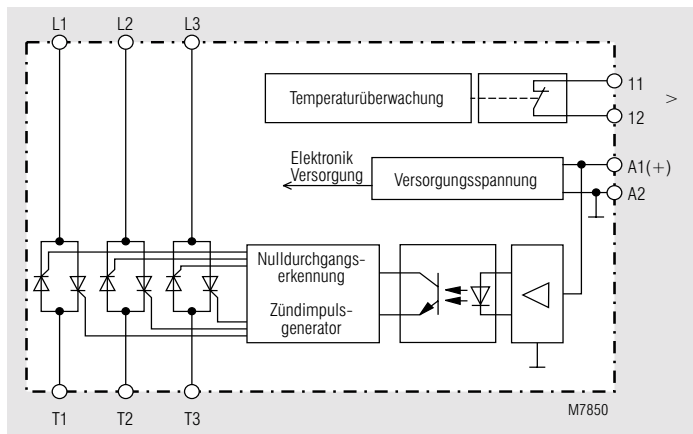 L1 L2 L3
Temperaturüberwachung
11
>
12
Elektronik
Versorgung
Versorgungsspannung
A1(+)
A2
Nulldurchgangs-
erkennung
Zündimpuls-
generator
M7850
T1 T2 T3